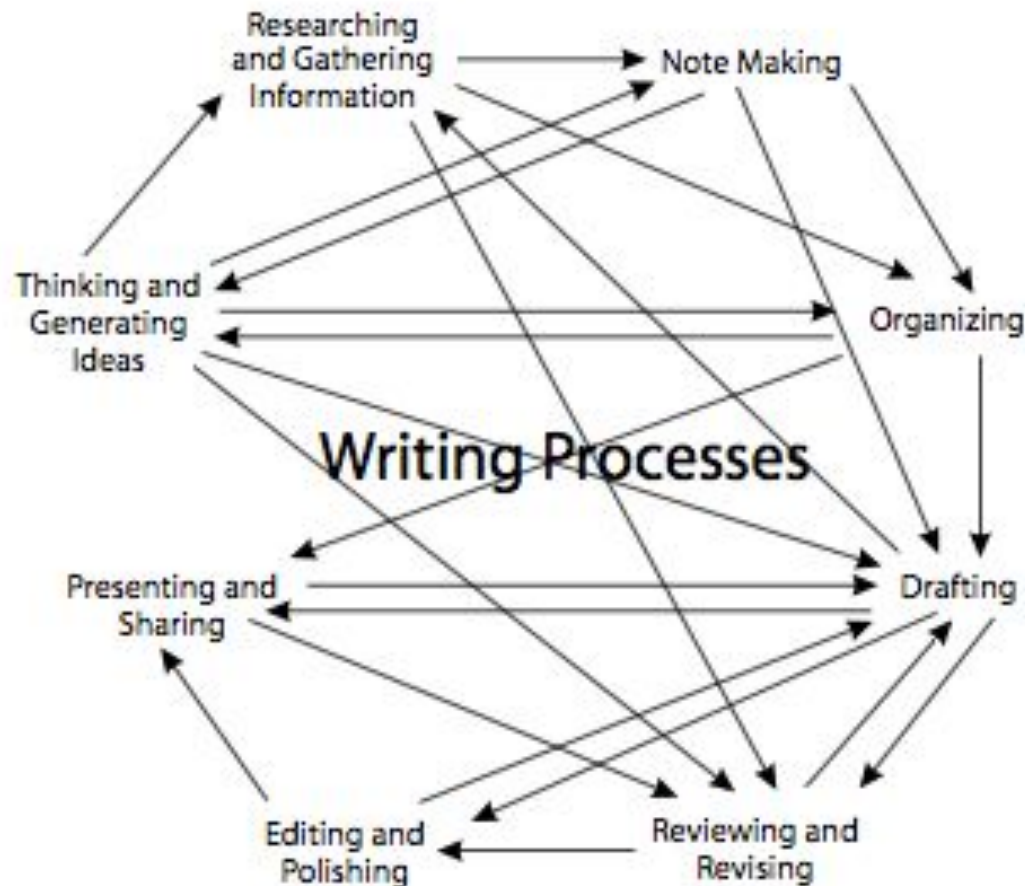 Researching
and Gathering
Information
Note Making
Thinking and
Generating
Ideas
Organizing
Writing Processes
Presenting and
Sharing
Drafting
Editing and
Polishing
Reviewing and
Revising